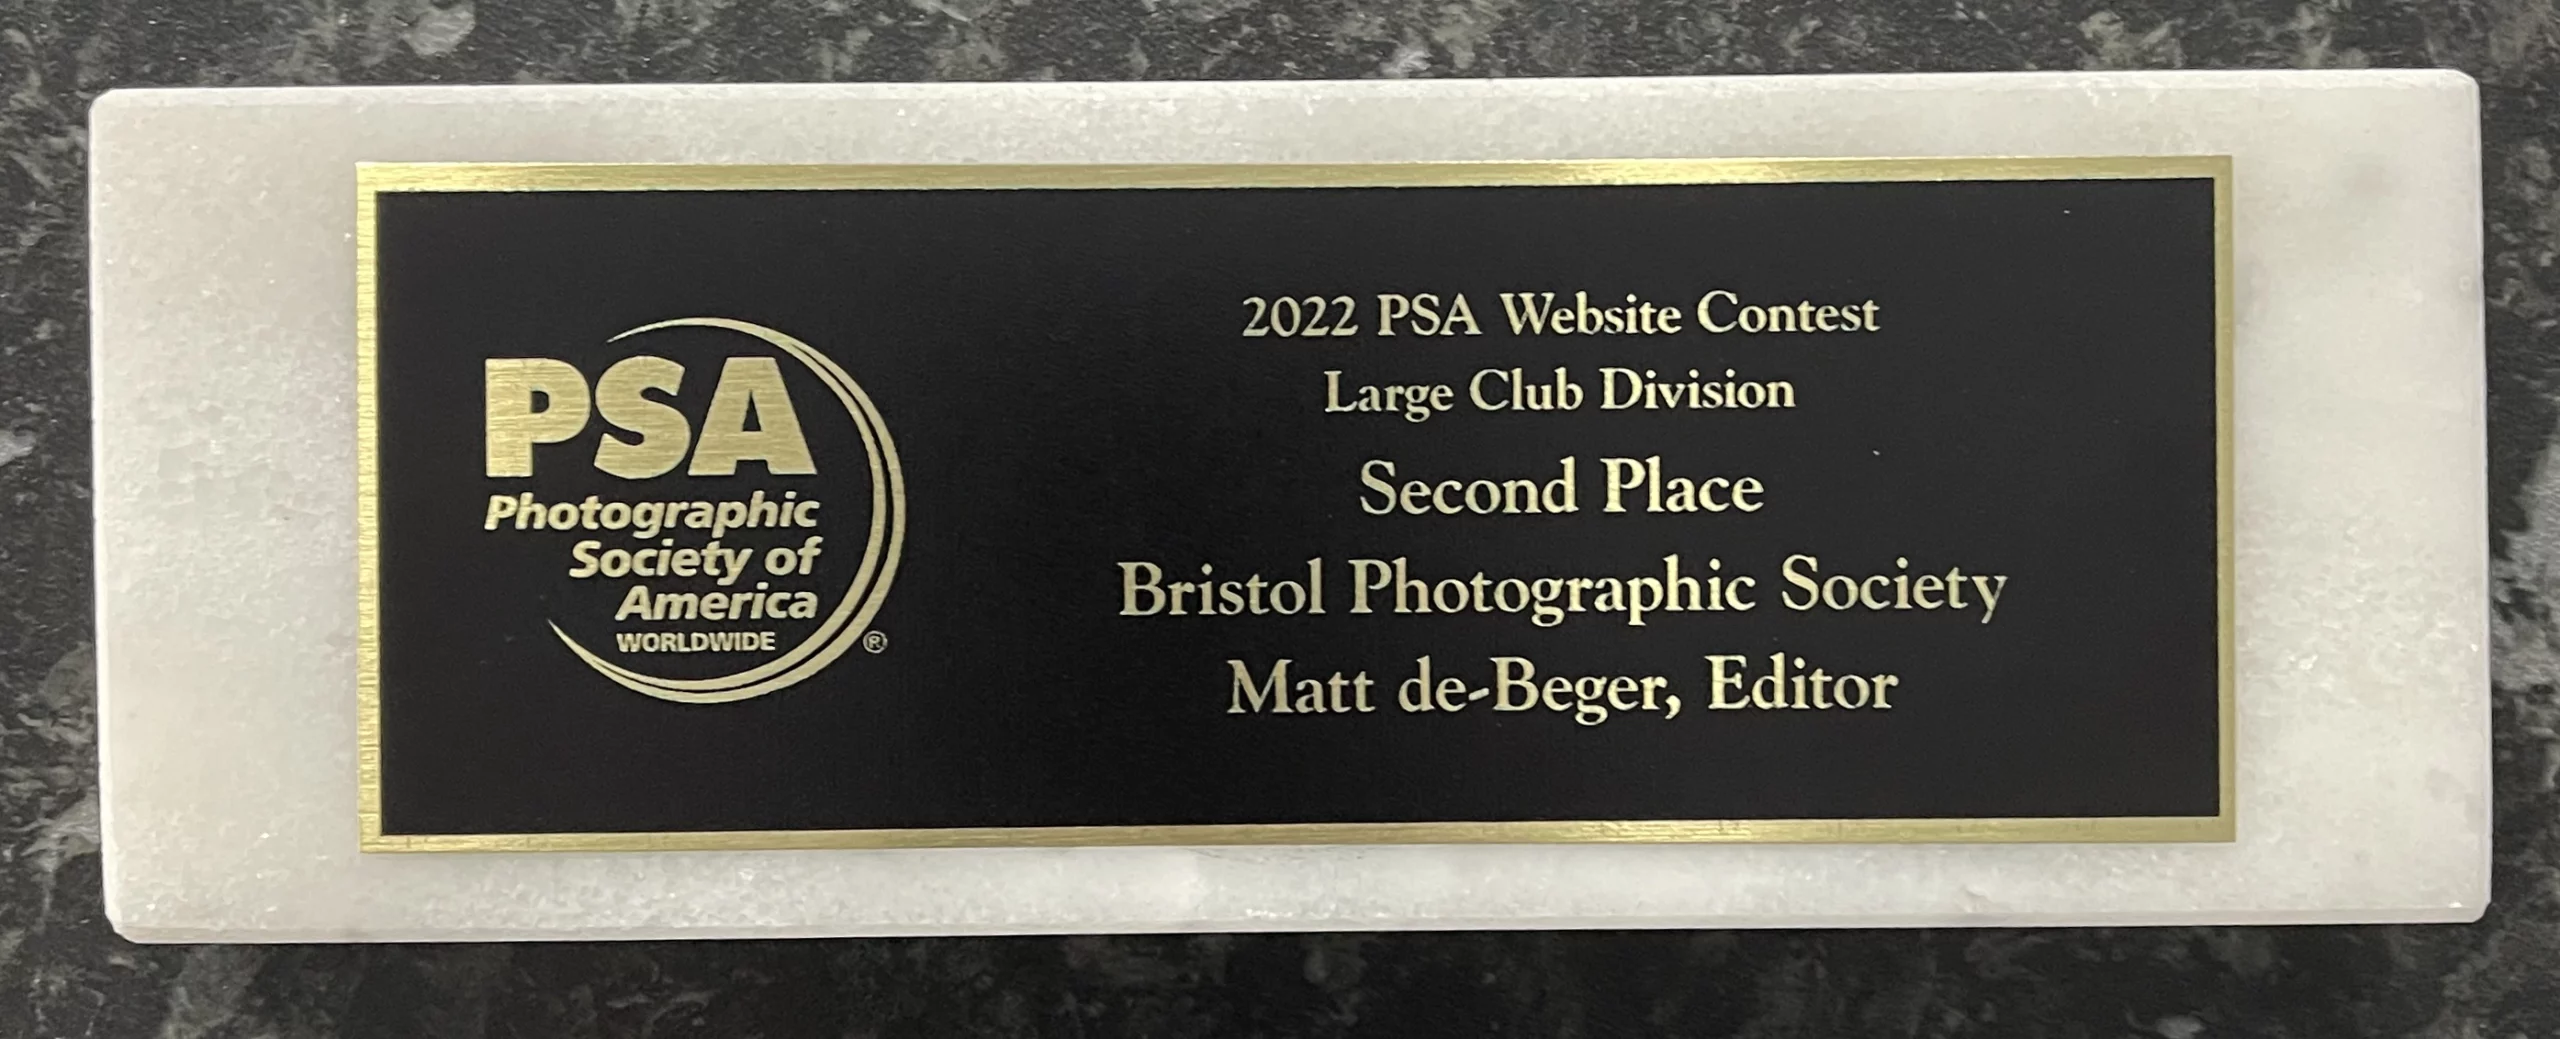 PSA
Photographic
Society of
America
WORLDWIDE
®
2022 PSA Website Contest
Large Club Division
Second Place
Bristol Photographic Society
Matt de-Beger, Editor